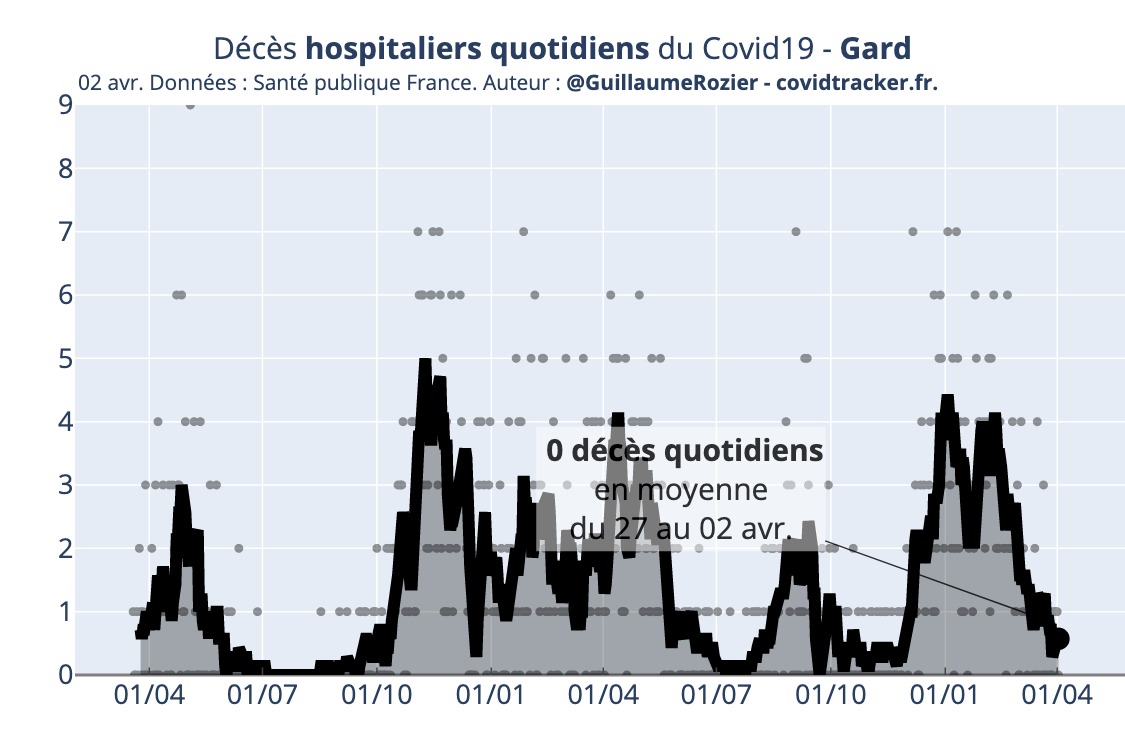 Décès hospitaliers quotidiens du Covid19 - Gard
02 avr. Données : Santé publique France. Auteur : @GuillaumeRozier - covidtracker.fr.
9
8
7
6
5
4
3
2
1
0
0 décès quotidiens
en moyenne
du 27 au 02 avr.
01/04 01/07 01/10 01/01 01/04 01/07 01/10 01/01 01/04